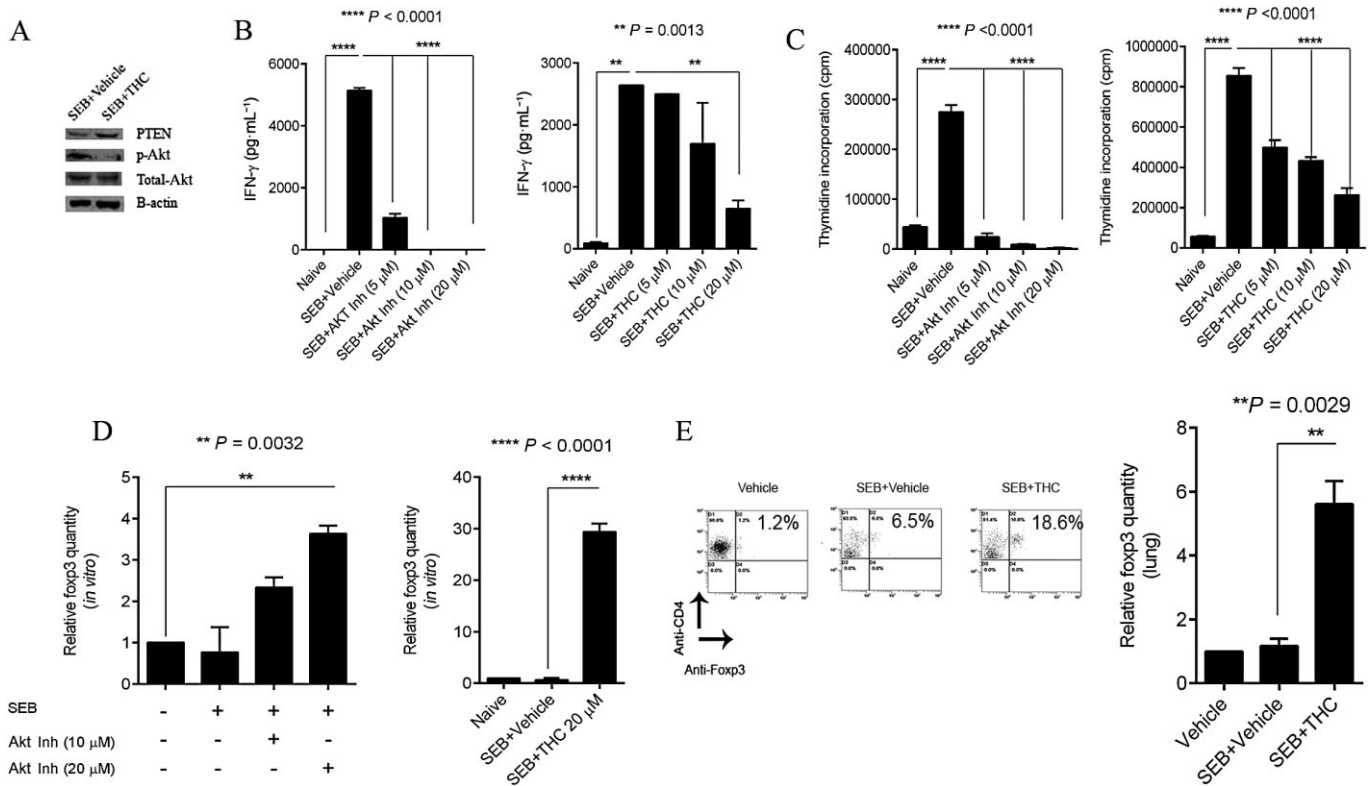 A
SEB+Vehicle
SEB+THC
PTEN
p-Akt
Total-Akt
B-actin
B
**** P < 0.0001
****
****
IFN-γ (pg·mL⁻¹)
6000
4000
2000
0
Naive
SEB+Vehicle
SEB+AKT Inh (5 μM)
SEB+Akt Inh (10 μM)
SEB+Akt Inh (20 μM)
** P = 0.0013
**
**
IFN-γ (pg·mL⁻¹)
3000
2000
1000
0
Naive
SEB+Vehicle
SEB+THC (5 μM)
SEB+THC (10 μM)
SEB+THC (20 μM)
C
**** P <0.0001
****
****
Thymidine incorporation (cpm)
400000
300000
200000
100000
0
Naive
SEB+Vehicle
SEB+Akt Inh (5 μM)
SEB+Akt Inh (10 μM)
SEB+Akt Inh (20 μM)
**** P <0.0001
****
****
Thymidine incorporation (cpm)
1000000
800000
600000
400000
200000
0
Naive
SEB+Vehicle
SEB+THC (5 μM)
SEB+THC (10 μM)
SEB+THC (20 μM)
D
** P = 0.0032
**
Relative foxp3 quantity
(in vitro)
5
4
3
2
1
0
SEB - + + +
Akt Inh (10 μM) - - + -
Akt Inh (20 μM) - - - +
**** P < 0.0001
****
Relative foxp3 quantity
(in vitro)
40
30
20
10
0
Naive
SEB+Vehicle
SEB+THC 20 μM
E
Vehicle
1.2%
SEB+Vehicle
6.5%
SEB+THC
18.6%
Anti-CD4
Anti-Foxp3
**P = 0.0029
**
Relative foxp3 quantity
(lung)
8
6
4
2
0
Vehicle
SEB+Vehicle
SEB+THC